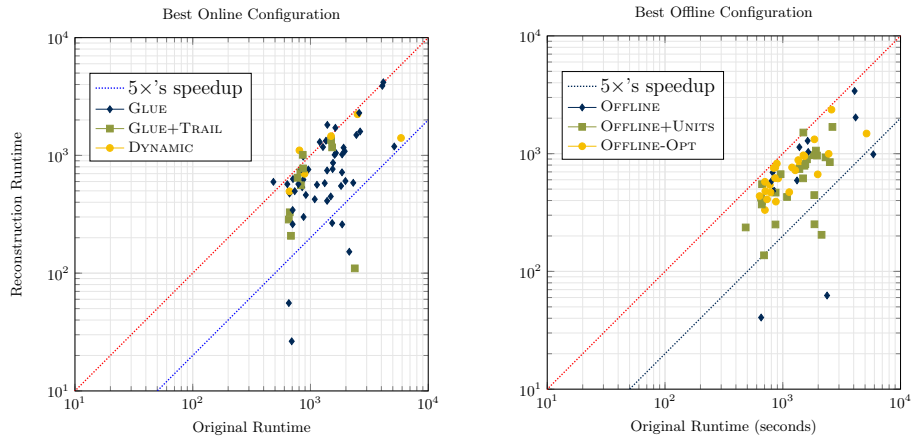 Best Online Configuration
10^4
10^3
10^2
10^1
10^1
10^2
10^3
10^4
Reconstruction Runtime
Original Runtime
5×'s speedup
GLUE
GLUE+TRAIL
DYNAMIC
Best Offline Configuration
10^4
10^3
10^2
10^1
10^1
10^2
10^3
10^4
Original Runtime (seconds)
5×'s speedup
OFFLINE
OFFLINE+UNITS
OFFLINE-OPT